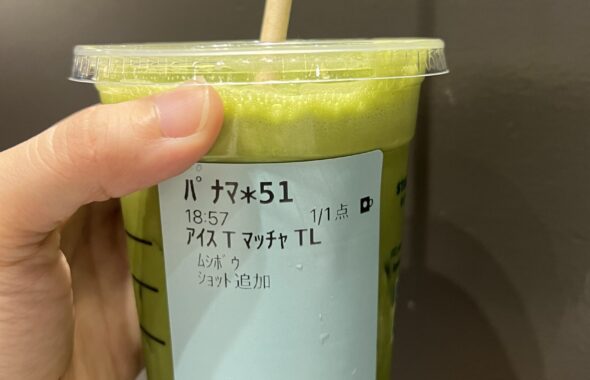 パナマ*51
18:57 1/1点
アイス T マッチャ TL
ムシボウ
ショット追加